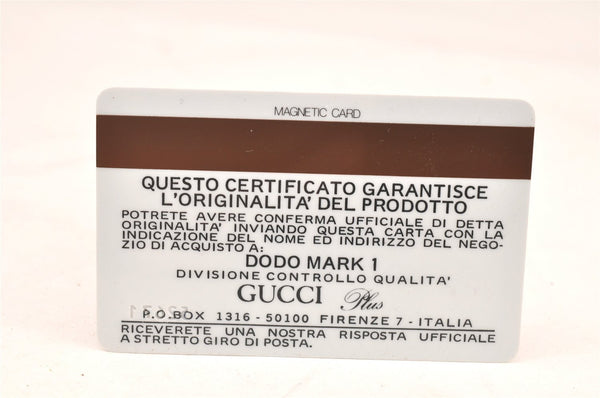 MAGNETIC CARD
QUESTO CERTIFICATO GARANTISCE
L'ORIGINALITA' DEL PRODOTTO
POTRETE AVERE CONFERMA UFFICIALE DI DETTA
ORIGINALITA' INVIANDO QUESTA CARTA CON LA
INDICAZIONE DEL NOME ED INDIRIZZO DEL NEGO-
ZIO DI ACQUISTO A:
DODO MARK 1
DIVISIONE CONTROLLO QUALITA'
GUCCI Plus
P.O.BOX 1316 - 50100 FIRENZE 7 - ITALIA
RICEVERETE UNA NOSTRA RISPOSTA UFFICIALE
A STRETTO GIRO DI POSTA.